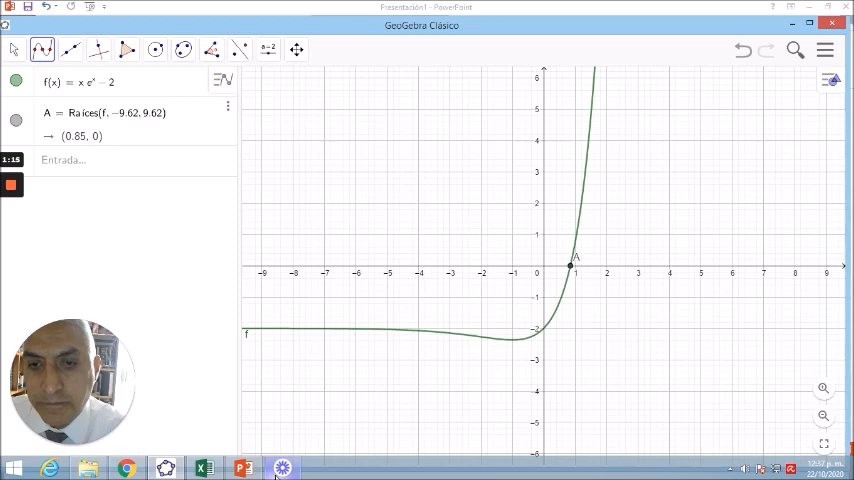 Presentación1 - PowerPoint
GeoGebra Clásico
a=2
f(x) = x eˣ − 2
A = Raíces(f, −9.62, 9.62)
→ (0.85, 0)
1:15
Entrada...
6
5
4
3
2
1
−9 −8 −7 −6 −5 −4 −3 −2 −1 0 1 2 3 4 5 6 7 8 9
A
−1
−2
f
−3
−4
−5
−6
12:37 p. m.
22/10/2020